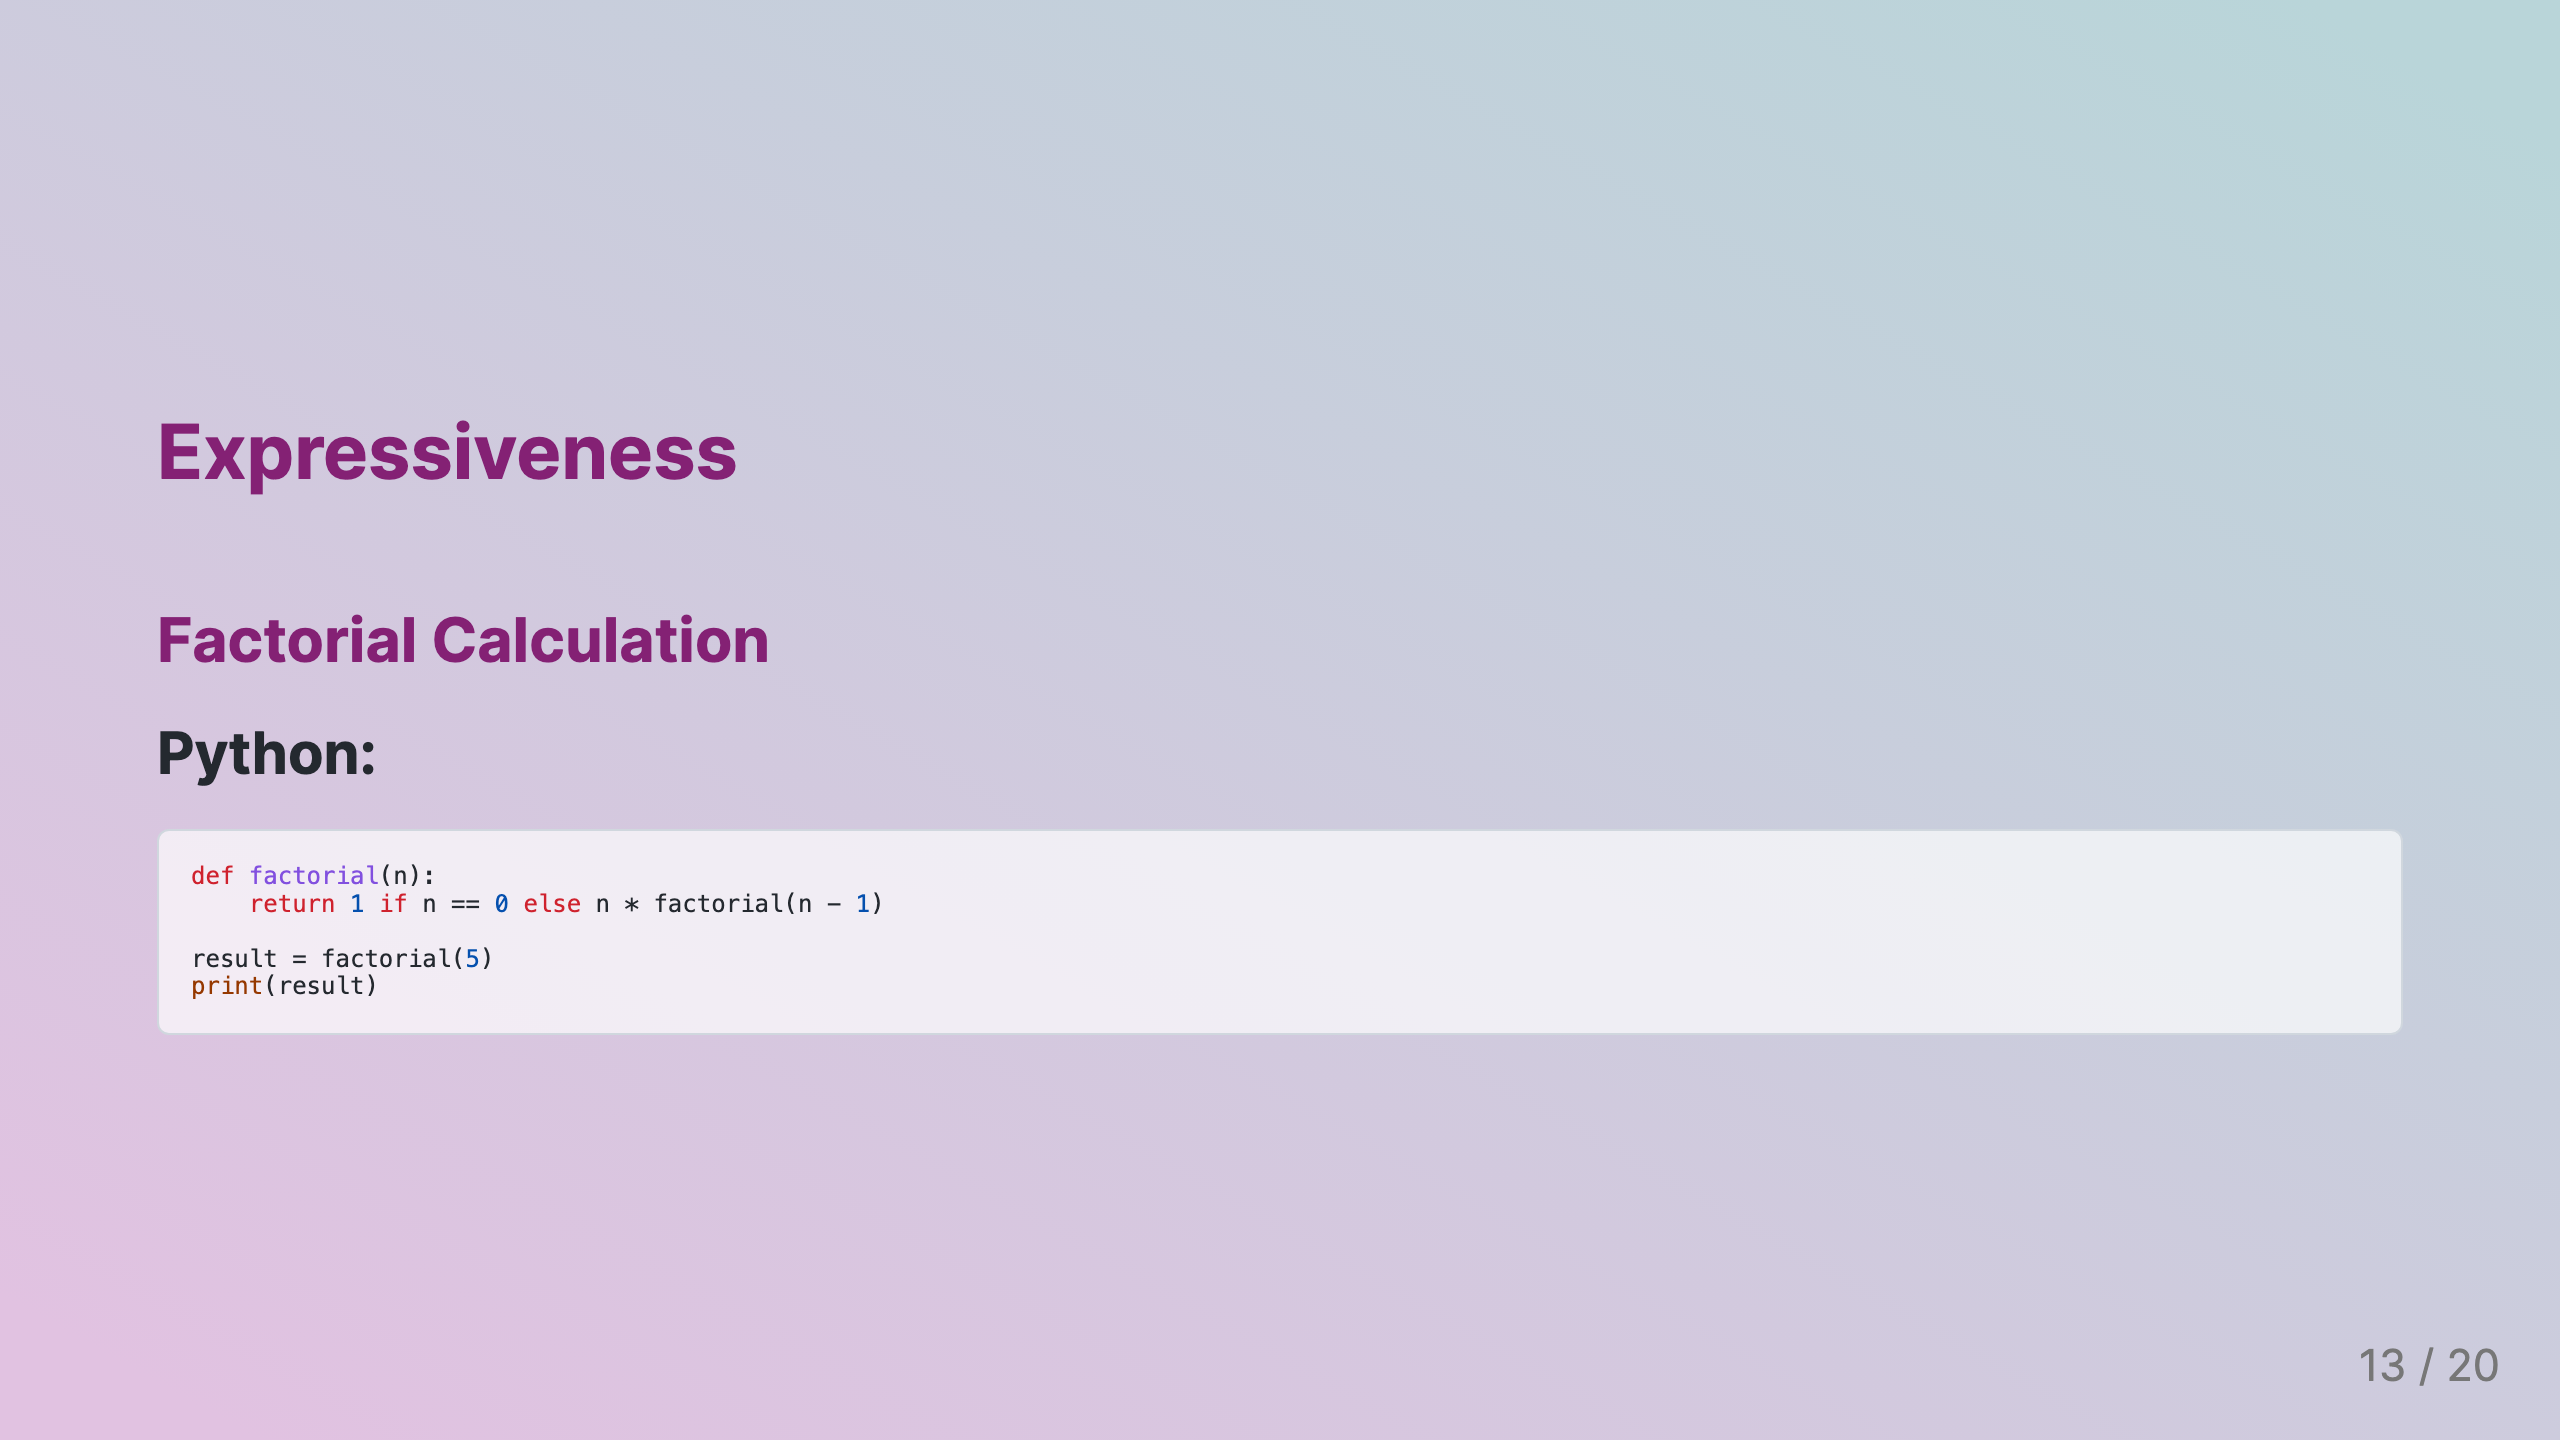 Expressiveness
Factorial Calculation
Python:
def factorial(n):
    return 1 if n == 0 else n * factorial(n - 1)
result = factorial(5)
print(result)
13 / 20